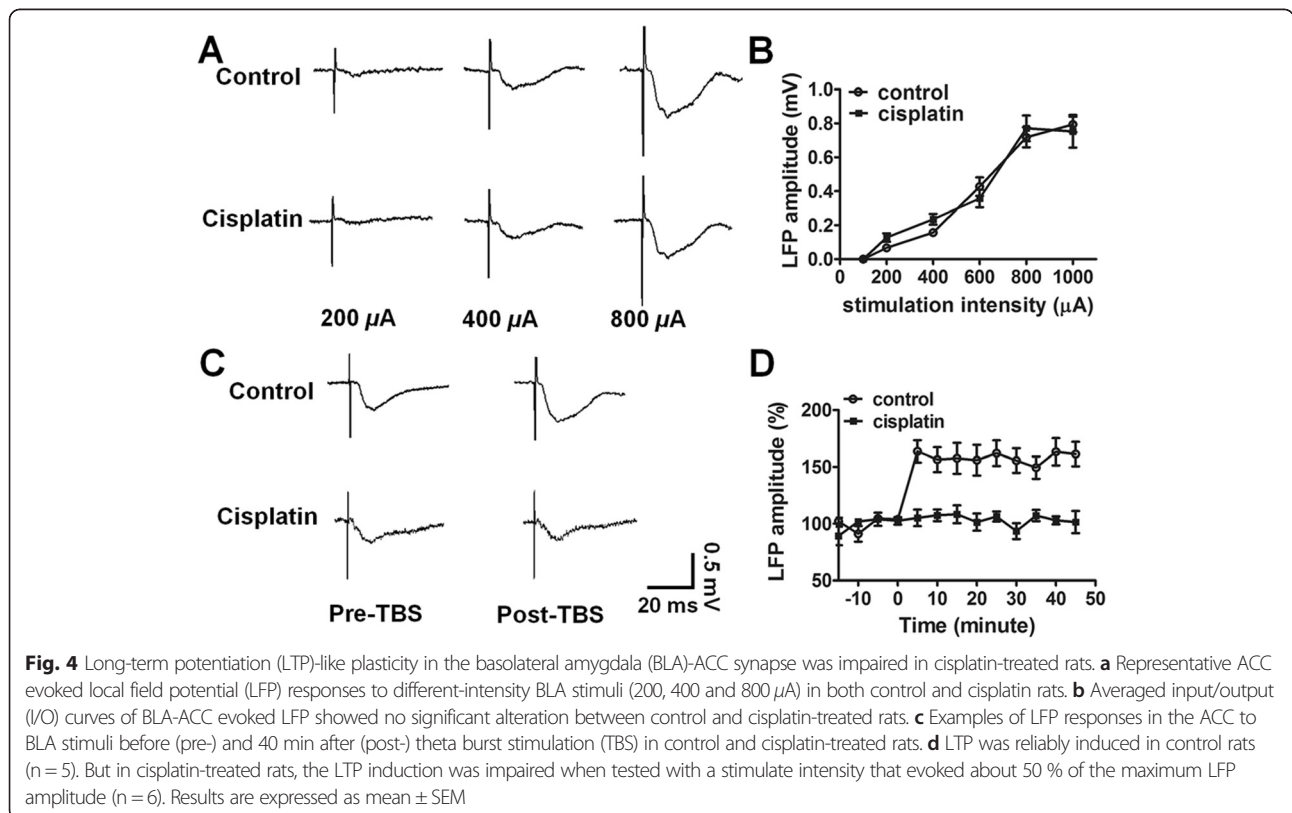 A
Control
Cisplatin
200 µA
400 µA
800 µA
B
control
cisplatin
LFP amplitude (mV)
1.0
0.8
0.6
0.4
0.2
0.0
0 200 400 600 800 1000
stimulation intensity (µA)
C
Control
Cisplatin
Pre-TBS
Post-TBS
0.5 mV
20 ms
D
control
cisplatin
LFP amplitude (%)
200
150
100
50
-10 0 10 20 30 40 50
Time (minute)
Fig. 4 Long-term potentiation (LTP)-like plasticity in the basolateral amygdala (BLA)-ACC synapse was impaired in cisplatin-treated rats. a Representative ACC
evoked local field potential (LFP) responses to different-intensity BLA stimuli (200, 400 and 800 µA) in both control and cisplatin rats. b Averaged input/output
(I/O) curves of BLA-ACC evoked LFP showed no significant alteration between control and cisplatin-treated rats. c Examples of LFP responses in the ACC to
BLA stimuli before (pre-) and 40 min after (post-) theta burst stimulation (TBS) in control and cisplatin-treated rats. d LTP was reliably induced in control rats
(n = 5). But in cisplatin-treated rats, the LTP induction was impaired when tested with a stimulate intensity that evoked about 50 % of the maximum LFP
amplitude (n = 6). Results are expressed as mean ± SEM